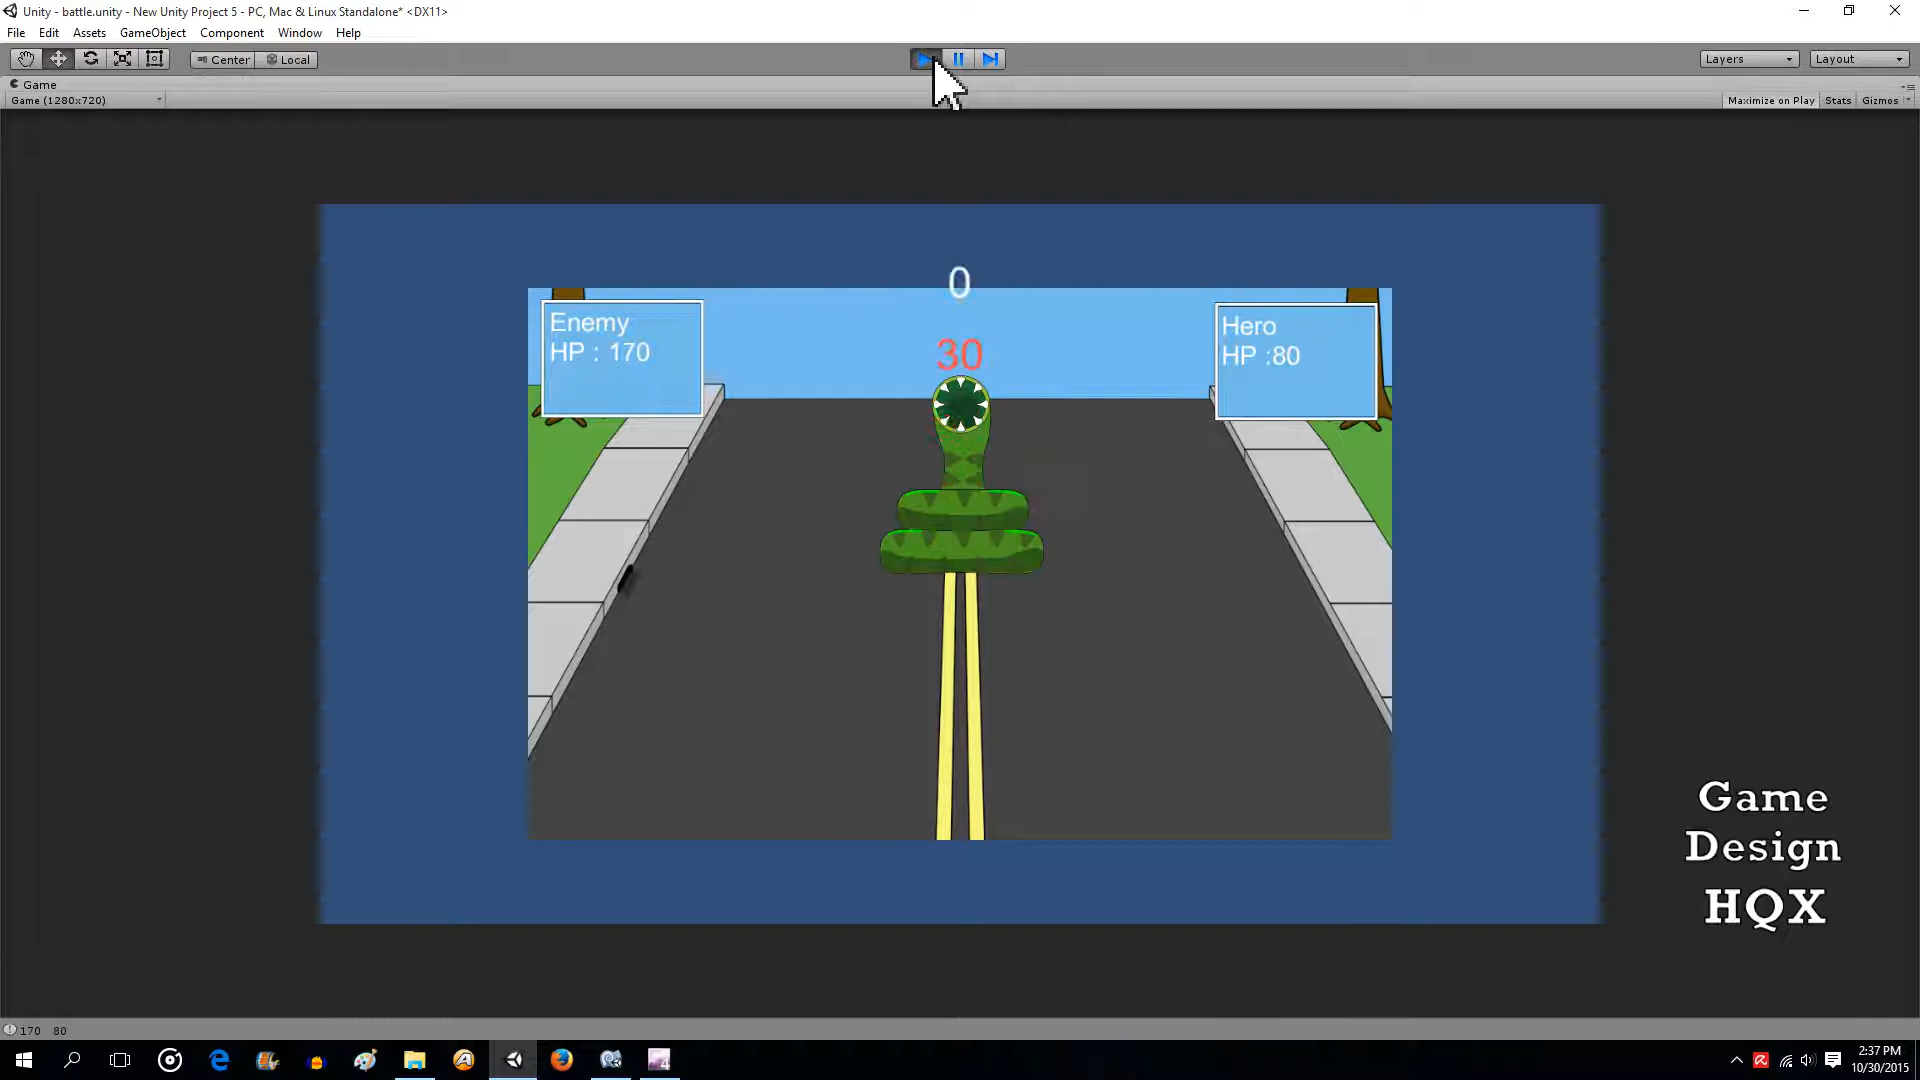 Unity - battle.unity - New Unity Project 5 - PC, Mac & Linux Standalone* <DX11>
File Edit Assets GameObject Component Window Help
Center Local Layers Layout
Game
Game (1280x720) Maximize on Play Stats Gizmos
0
Enemy
HP : 170
30
Hero
HP :80
Game
Design
HQX
170 80
2:37 PM
10/30/2015